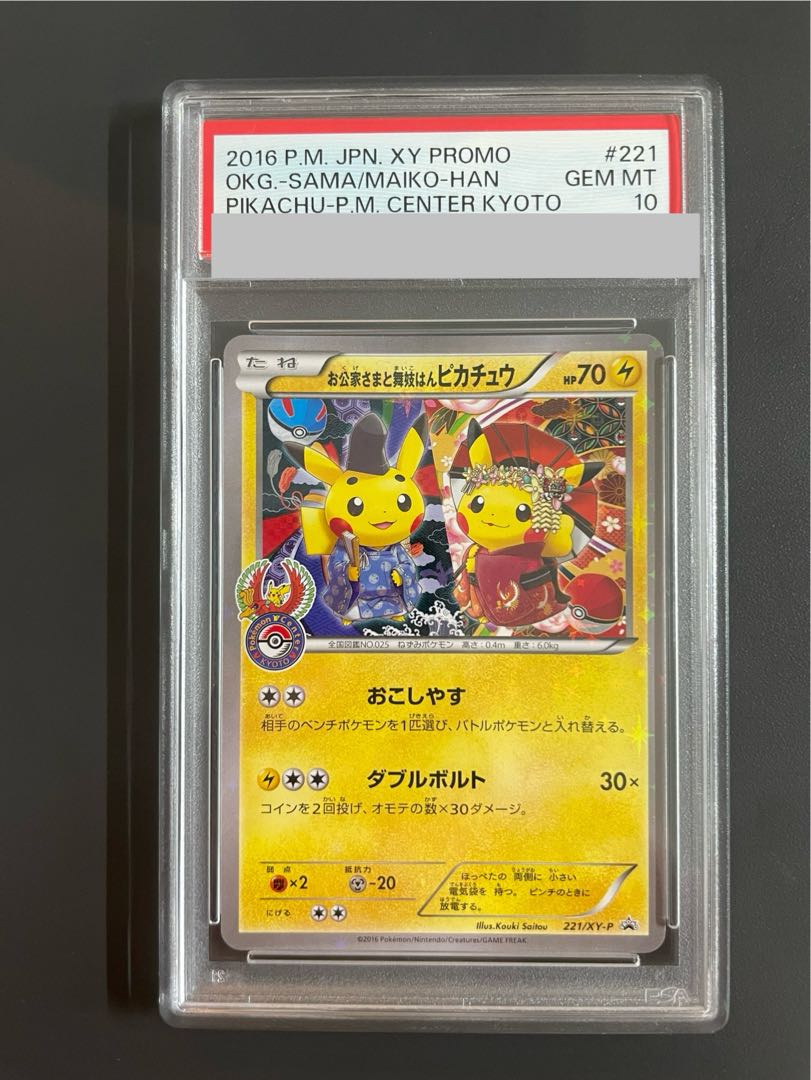 2016 P.M. JPN. XY PROMO #221
OKG.-SAMA/MAIKO-HAN GEM MT
PIKACHU-P.M. CENTER KYOTO 10
たね お公家さまと舞妓はんピカチュウ HP70
Pokémon Center
KYOTO
全国図鑑NO.025 ねずみポケモン 高さ:0.4m 重さ:6.0kg
おこしやす
相手のベンチポケモンを1匹選び、バトルポケモンと入れ替える。
ダブルボルト 30×
コインを2回投げ、オモテの数×30ダメージ。
弱点 抵抗力
×2 -20
にげる
ほっぺたの 両側に 小さい
電気袋を 持つ。 ピンチのときに
放電する。
Illus.Kouki Saitou 221/XY-P
©2016 Pokémon/Nintendo/Creatures/GAME FREAK
PSA